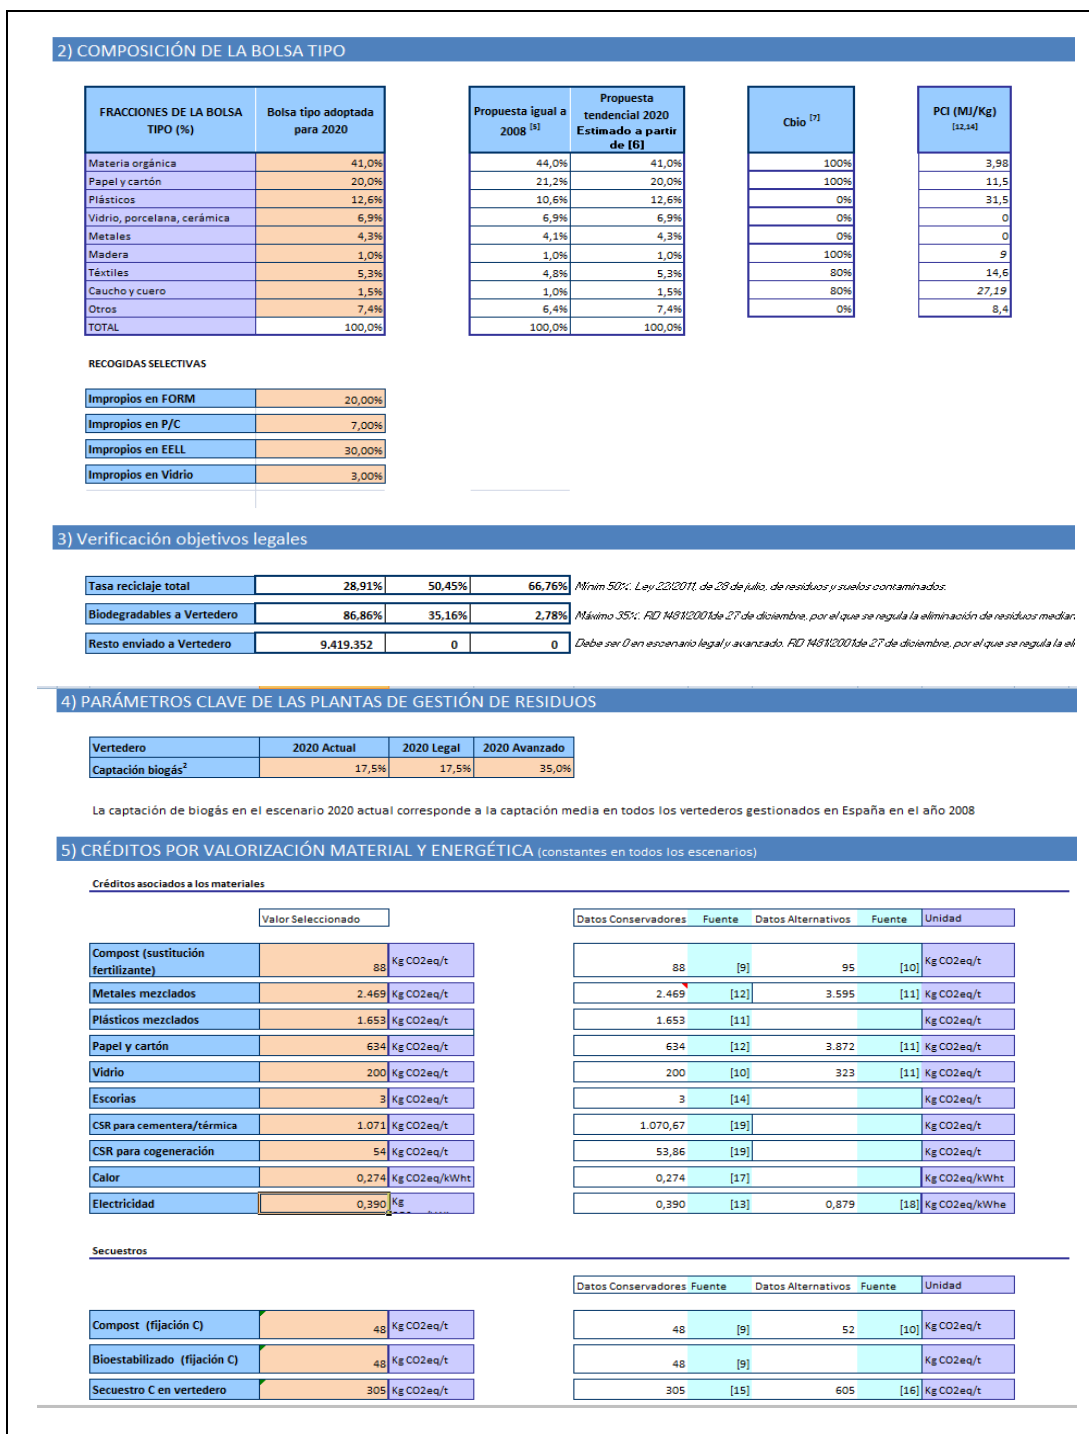 2) COMPOSICIÓN DE LA BOLSA TIPO
FRACCIONES DE LA BOLSA TIPO (%) Bolsa tipo adoptada para 2020 Propuesta igual a 2008 [5] Propuesta tendencial 2020 Estimado a partir de [6] Cbio [7] PCI (MJ/Kg) [12,14]
Materia orgánica 41,0% 44,0% 41,0% 100% 3,98
Papel y cartón 20,0% 21,2% 20,0% 100% 11,5
Plásticos 12,6% 10,6% 12,6% 0% 31,5
Vidrio, porcelana, cerámica 6,9% 6,9% 6,9% 0% 0
Metales 4,3% 4,1% 4,3% 0% 0
Madera 1,0% 1,0% 1,0% 100% 9
Téxtiles 5,3% 4,8% 5,3% 80% 14,6
Caucho y cuero 1,5% 1,0% 1,5% 80% 27,19
Otros 7,4% 6,4% 7,4% 0% 8,4
TOTAL 100,0% 100,0% 100,0%
RECOGIDAS SELECTIVAS
Impropios en FORM 20,00%
Impropios en P/C 7,00%
Impropios en EELL 30,00%
Impropios en Vidrio 3,00%
3) Verificación objetivos legales
Tasa reciclaje total 28,91% 50,45% 66,76% Mínim 50%. Ley 22/2011, de 28 de julio, de residuos y suelos contaminados.
Biodegradables a Vertedero 86,86% 35,16% 2,78% Máximo 35%. RD 1481/2001de 27 de diciembre, por el que se regula la eliminación de residuos median
Resto enviado a Vertedero 9.419.352 0 0 Debe ser 0 en escenario legal y avanzado. RD 1481/2001de 27 de diciembre, por el que se regula la eli
4) PARÁMETROS CLAVE DE LAS PLANTAS DE GESTIÓN DE RESIDUOS
Vertedero 2020 Actual 2020 Legal 2020 Avanzado
Captación biogás2 17,5% 17,5% 35,0%
La captación de biogás en el escenario 2020 actual corresponde a la captación media en todos los vertederos gestionados en España en el año 2008
5) CRÉDITOS POR VALORIZACIÓN MATERIAL Y ENERGÉTICA (constantes en todos los escenarios)
Créditos asociados a los materiales
Valor Seleccionado Datos Conservadores Fuente Datos Alternativos Fuente Unidad
Compost (sustitución fertilizante) 88 Kg CO2eq/t 88 [9] 95 [10] Kg CO2eq/t
Metales mezclados 2.469 Kg CO2eq/t 2.469 [12] 3.595 [11] Kg CO2eq/t
Plásticos mezclados 1.653 Kg CO2eq/t 1.653 [11] Kg CO2eq/t
Papel y cartón 634 Kg CO2eq/t 634 [12] 3.872 [11] Kg CO2eq/t
Vidrio 200 Kg CO2eq/t 200 [10] 323 [11] Kg CO2eq/t
Escorias 3 Kg CO2eq/t 3 [14] Kg CO2eq/t
CSR para cementera/térmica 1.071 Kg CO2eq/t 1.070,67 [19] Kg CO2eq/t
CSR para cogeneración 54 Kg CO2eq/t 53,86 [19] Kg CO2eq/t
Calor 0,274 Kg CO2eq/kWht 0,274 [17] Kg CO2eq/kWht
Electricidad 0,390 Kg 0,390 [13] 0,879 [18] Kg CO2eq/kWhe
Secuestros
Datos Conservadores Fuente Datos Alternativos Fuente Unidad
Compost (fijación C) 48 Kg CO2eq/t 48 [9] 52 [10] Kg CO2eq/t
Bioestabilizado (fijación C) 48 Kg CO2eq/t 48 [9] Kg CO2eq/t
Secuestro C en vertedero 305 Kg CO2eq/t 305 [15] 605 [16] Kg CO2eq/t